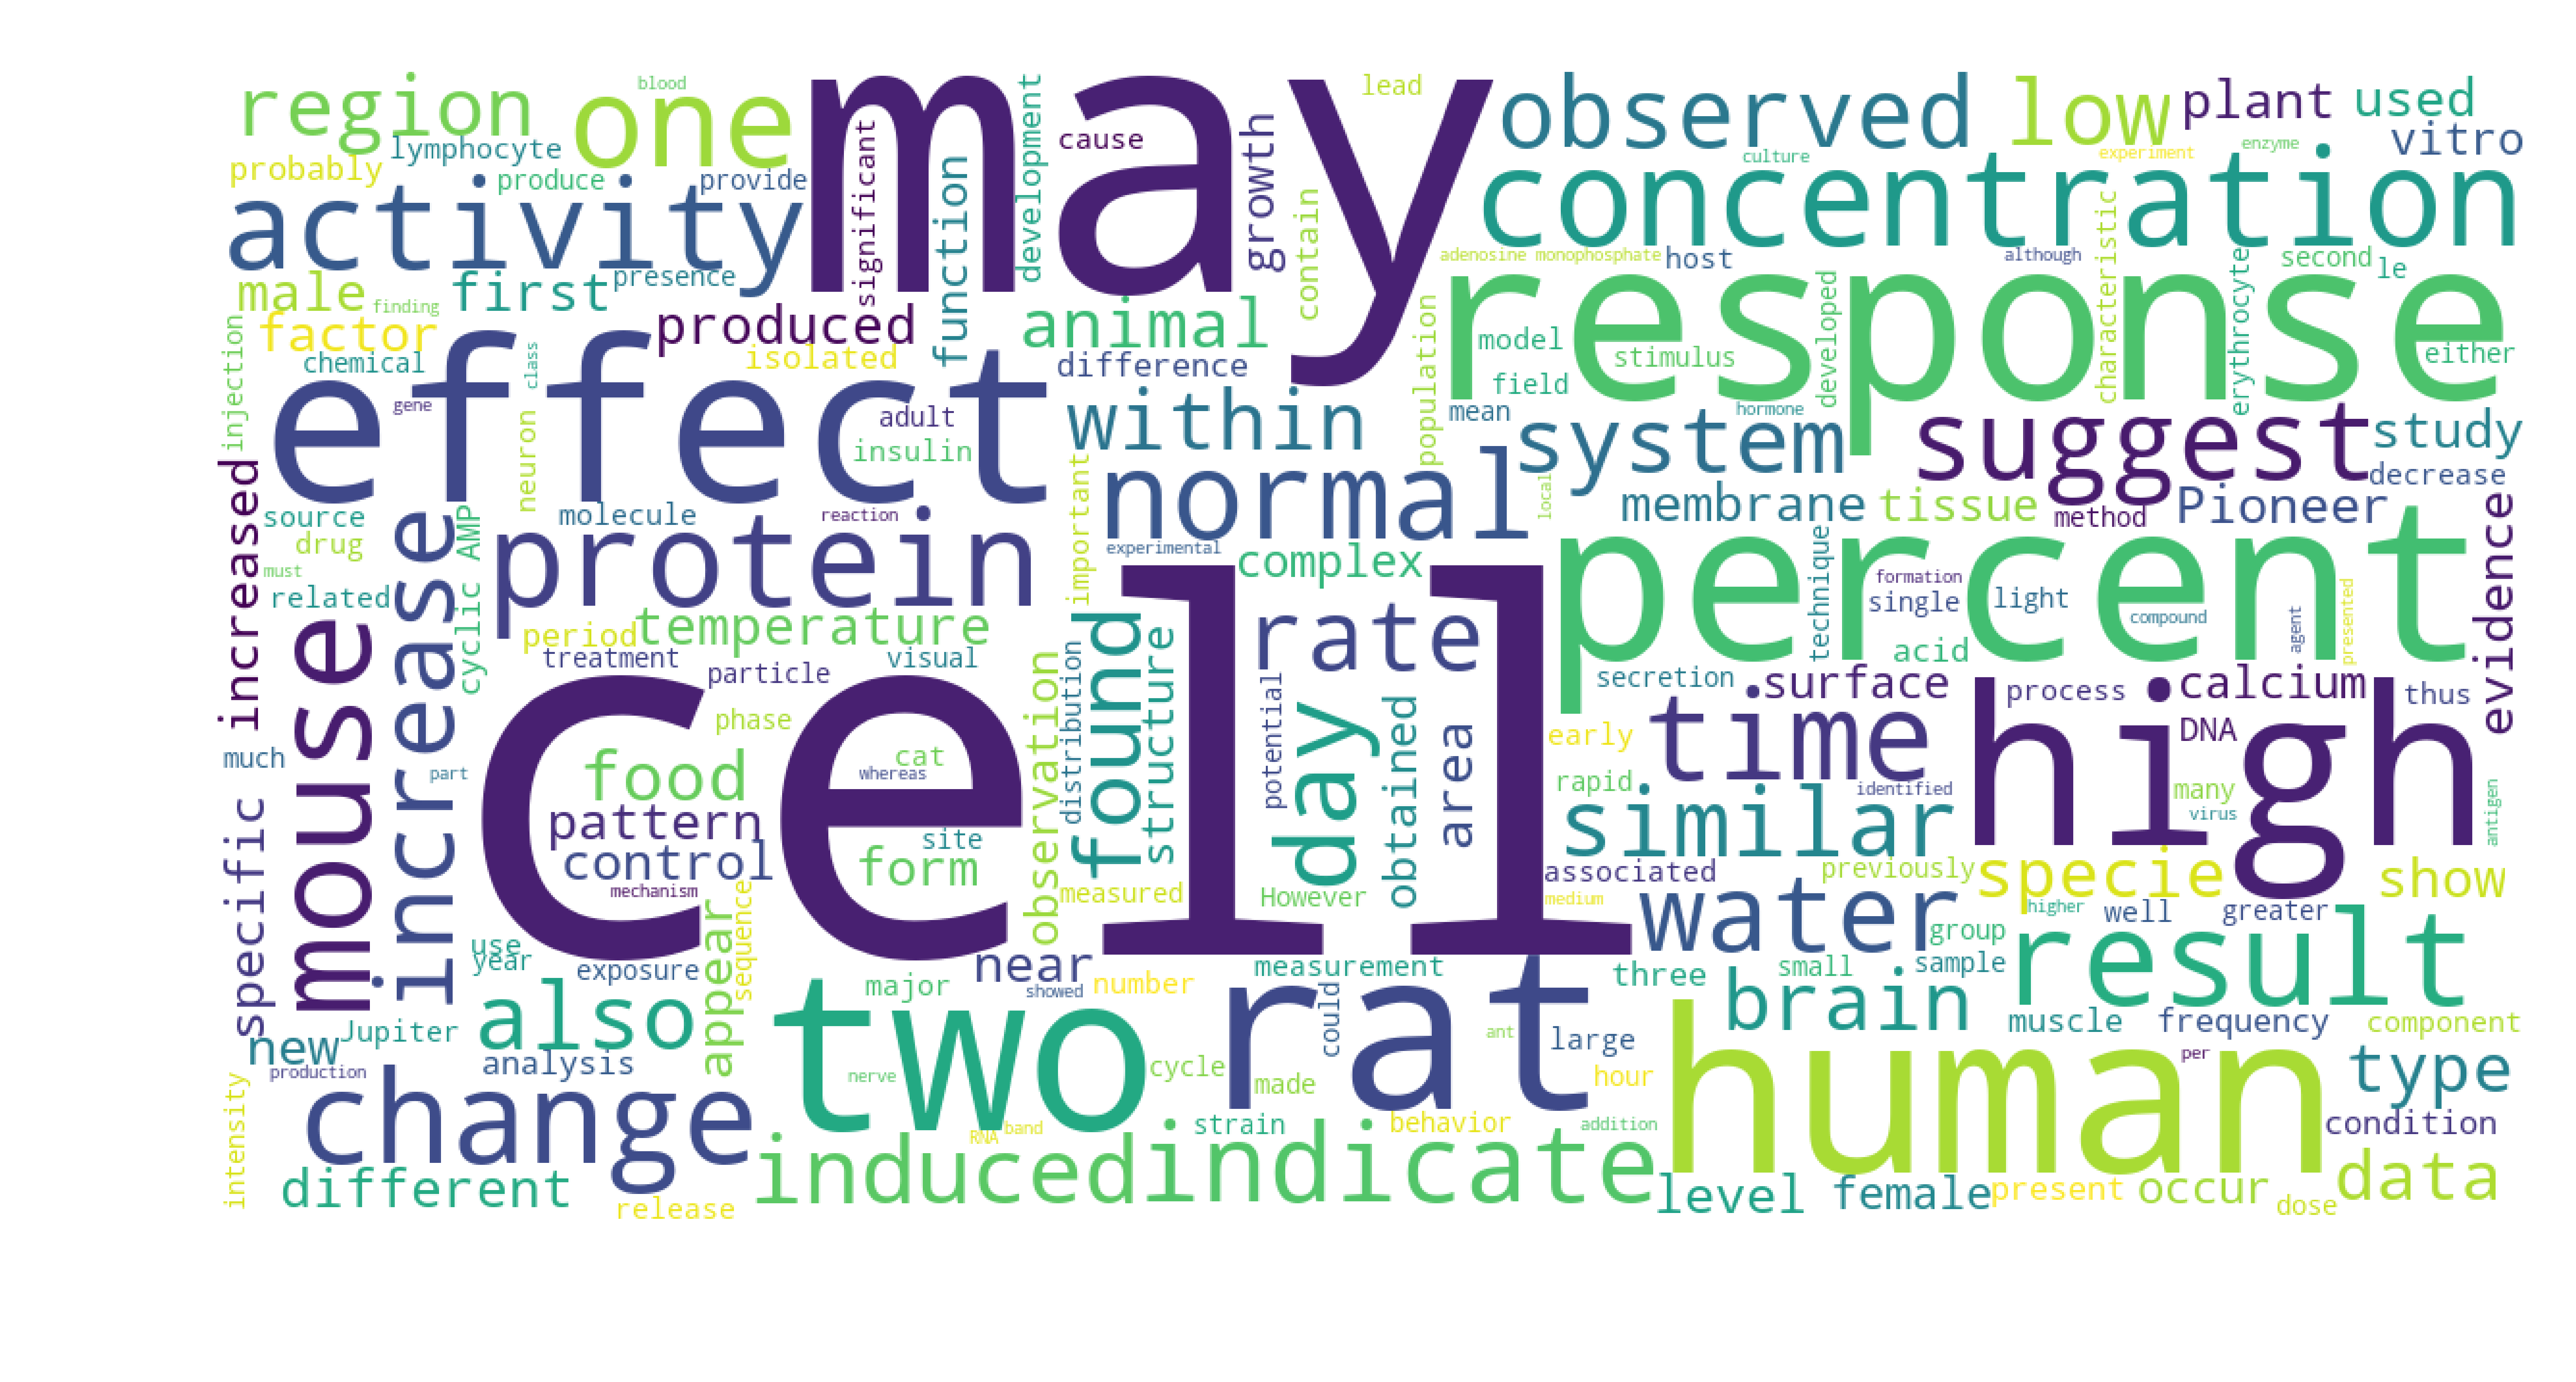 blood
lead
region
one
may
observed
low
plant
used
vitro
lymphocyte
probably
produce
provide
cause
significant
development
function
growth
contain
culture
experiment
enzyme
concentration
activity
presence
male
first
finding
factor
produced
animal
adenosine monophosphate
host
although
second
le
characteristic
erythrocyte
response
injection
chemical
class
isolated
difference
population
model
stimulus
field
developed
either
effect
gene
adult
insulin
neuron
within
mean
hormone
system
suggest
study
decrease
increased
source
drug
must
related
cyclic AMP
molecule
reaction
protein
important
normal
experimental
complex
local
membrane
tissue
method
Pioneer
evidence
percent
technique
formation
single
light
compound
agent
presented
acid
mouse
increase
period
temperature
treatment
particle
visual
phase
found
structure
distribution
observation
rate
potential
day
obtained
area
secretion
surface
process
calcium
thus
DNA
time
early
rapid
identified
many
virus
antigen
high
much
part
food
cat
whereas
pattern
control
site
form
mechanism
cell
measured
However
similar
associated
previously
medium
specie
show
specific
appear
sequence
use
year
exposure
near
major
showed
number
measurement
water
group
higher
well
greater
three
small
sample
brain
result
muscle
frequency
component
new
Jupiter
also
analysis
production
two
rat
could
ant
large
cycle
nerve
made
hour
human
per
type
condition
intensity
change
different
release
RNA
band
strain
behavior
addition
induced
indicate
level
female
present
occur
dose
data